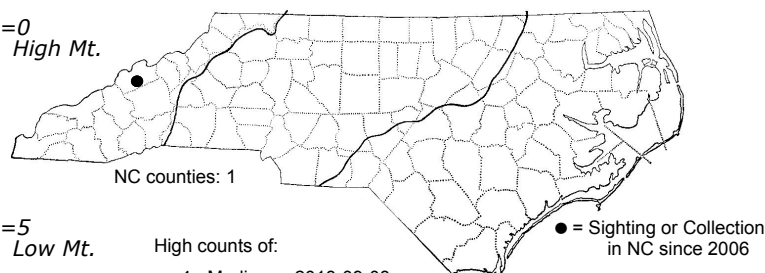 =0
High Mt.
NC counties: 1
=5
Low Mt.
High counts of:
● = Sighting or Collection
in NC since 2006